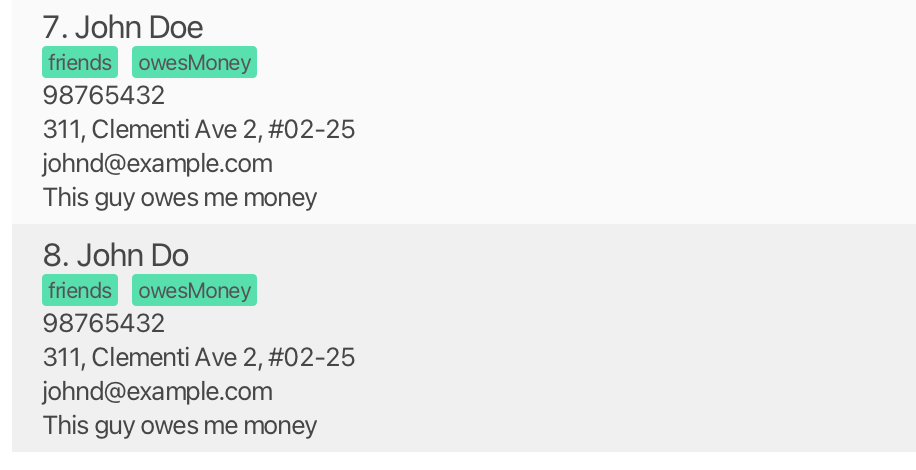 7. John Doe
friends owesMoney
98765432
311, Clementi Ave 2, #02-25
johnd@example.com
This guy owes me money
8. John Do
friends owesMoney
98765432
311, Clementi Ave 2, #02-25
johnd@example.com
This guy owes me money